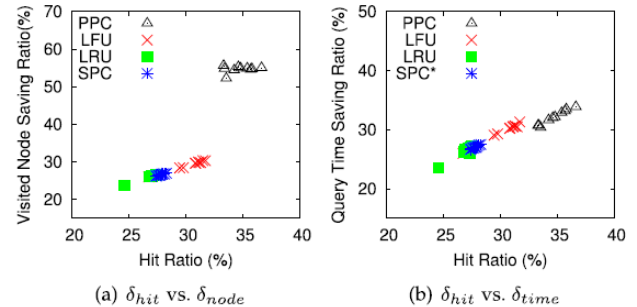 Visited Node Saving Ratio(%)
70
60
50
40
30
20
PPC
LFU
LRU
SPC
20 25 30 35 40
Hit Ratio (%)
(a) δhit vs. δnode
Query Time Saving Ratio (%)
50
40
30
20
PPC
LFU
LRU
SPC*
20 25 30 35 40
Hit Ratio (%)
(b) δhit vs. δtime